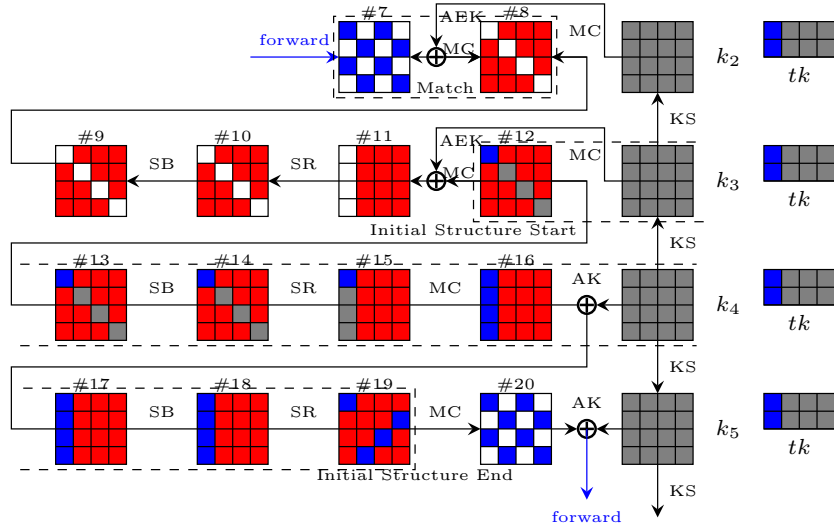 #7 AEK #8
forward MC MC k2 tk
Match
KS
#9 #10 #11 AEK #12 MC
SB SR MC k3 tk
Initial Structure Start
KS
#13 #14 #15 #16 AK
SB SR MC k4 tk
KS
#17 #18 #19 #20 AK
SB SR MC k5 tk
Initial Structure End
KS
forward